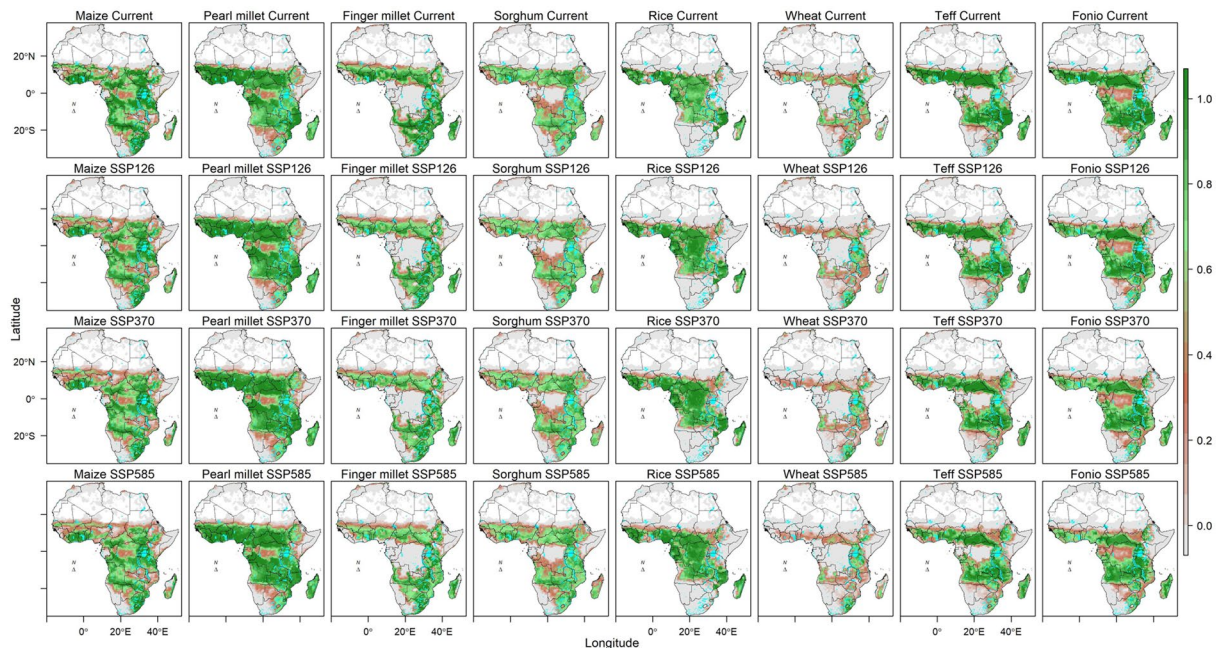 Maize Current Pearl millet Current Finger millet Current Sorghum Current Rice Current Wheat Current Teff Current Fonio Current
20°N
0°
20°S
N N N N N N N N
1.0
Maize SSP126 Pearl millet SSP126 Finger millet SSP126 Sorghum SSP126 Rice SSP126 Wheat SSP126 Teff SSP126 Fonio SSP126
0.8
N N N N N N N N
0.6
Latitude
Maize SSP370 Pearl millet SSP370 Finger millet SSP370 Sorghum SSP370 Rice SSP370 Wheat SSP370 Teff SSP370 Fonio SSP370
20°N
0.4
0°
N N N N N N N N
20°S
0.2
Maize SSP585 Pearl millet SSP585 Finger millet SSP585 Sorghum SSP585 Rice SSP585 Wheat SSP585 Teff SSP585 Fonio SSP585
0.0
N N N N N N N N
0° 20°E 40°E 0° 20°E 40°E 0° 20°E 40°E 0° 20°E 40°E
Longitude